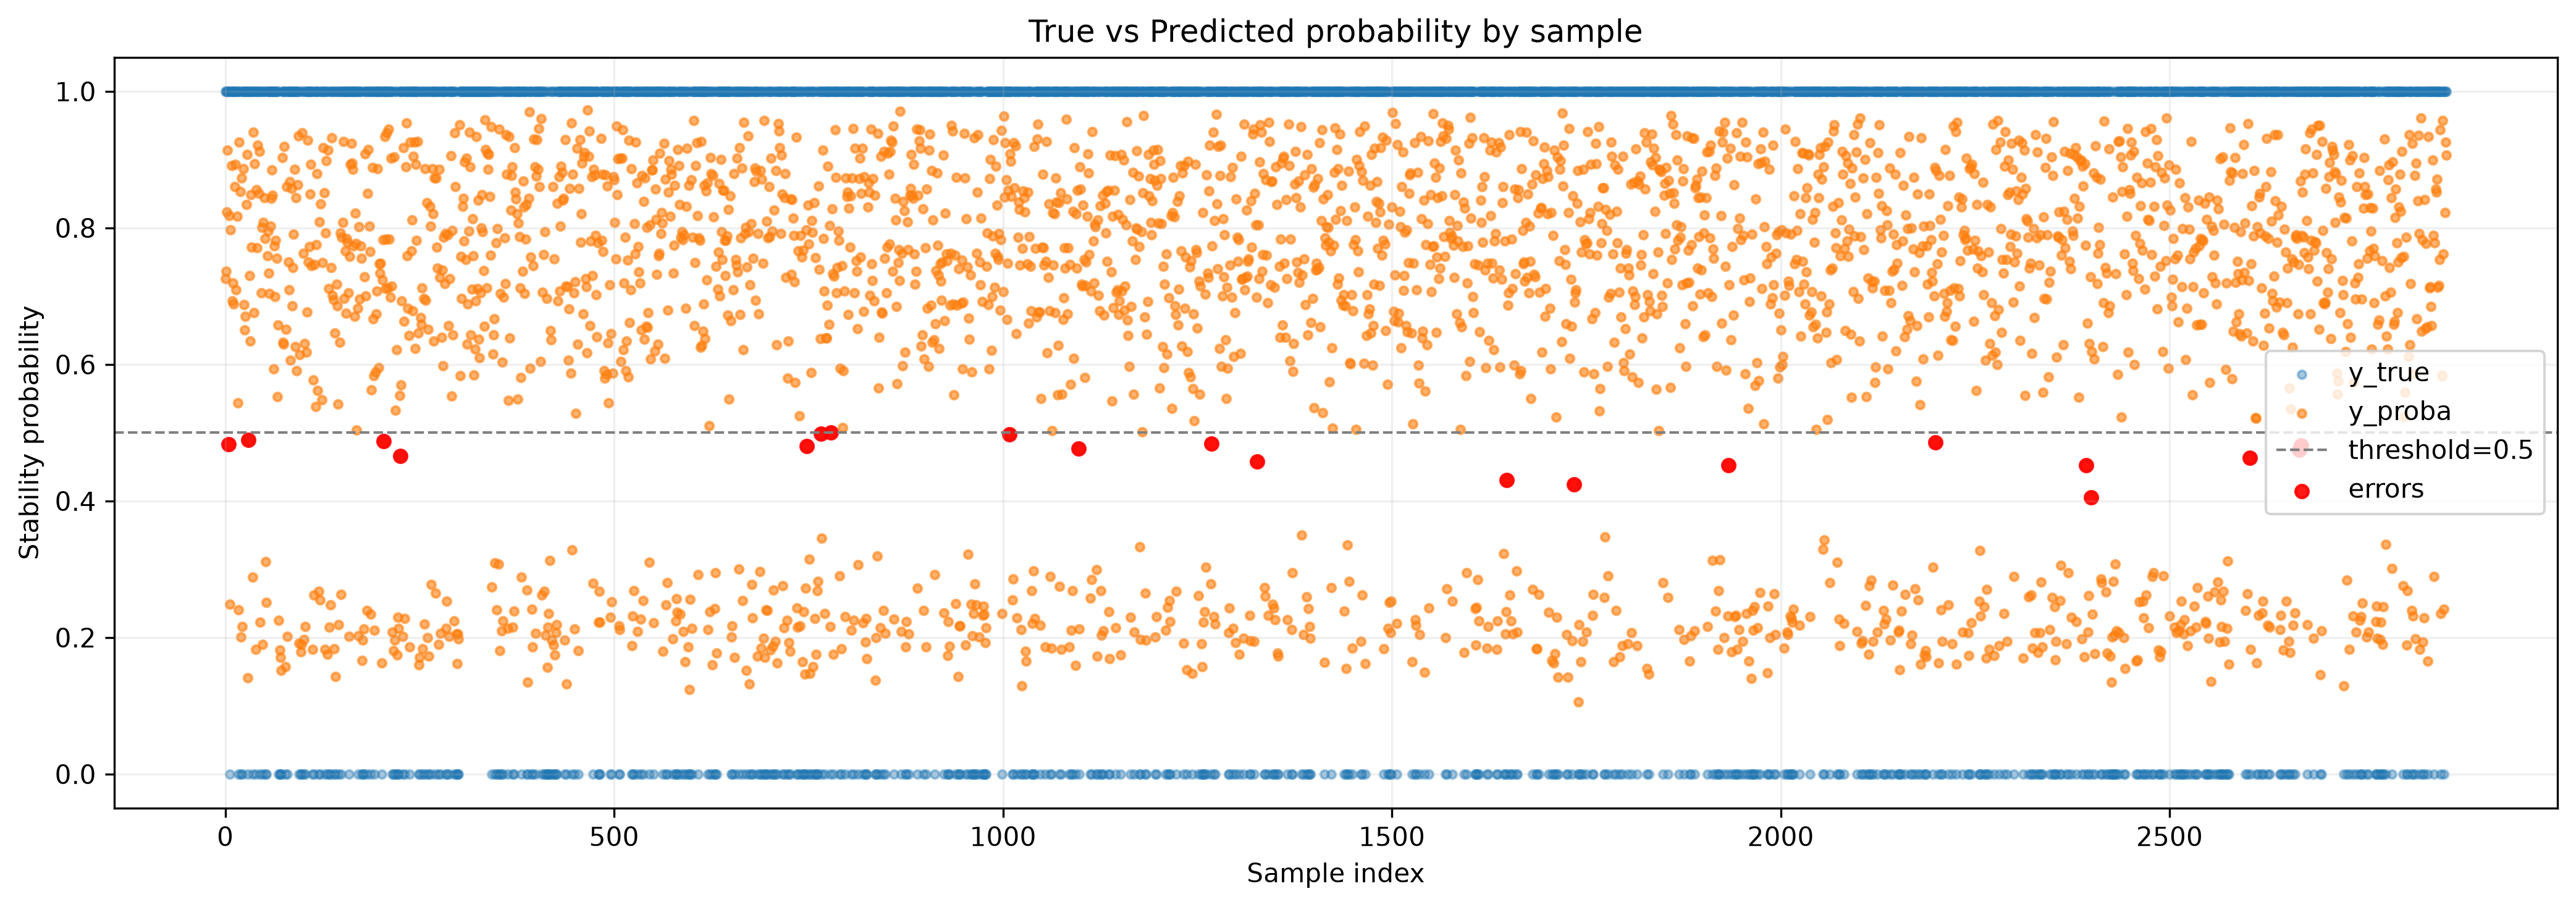 True vs Predicted probability by sample
Stability probability
1.0
0.8
0.6
0.4
0.2
0.0
y_true
y_proba
threshold=0.5
errors
0
500
1000
1500
2000
2500
Sample index